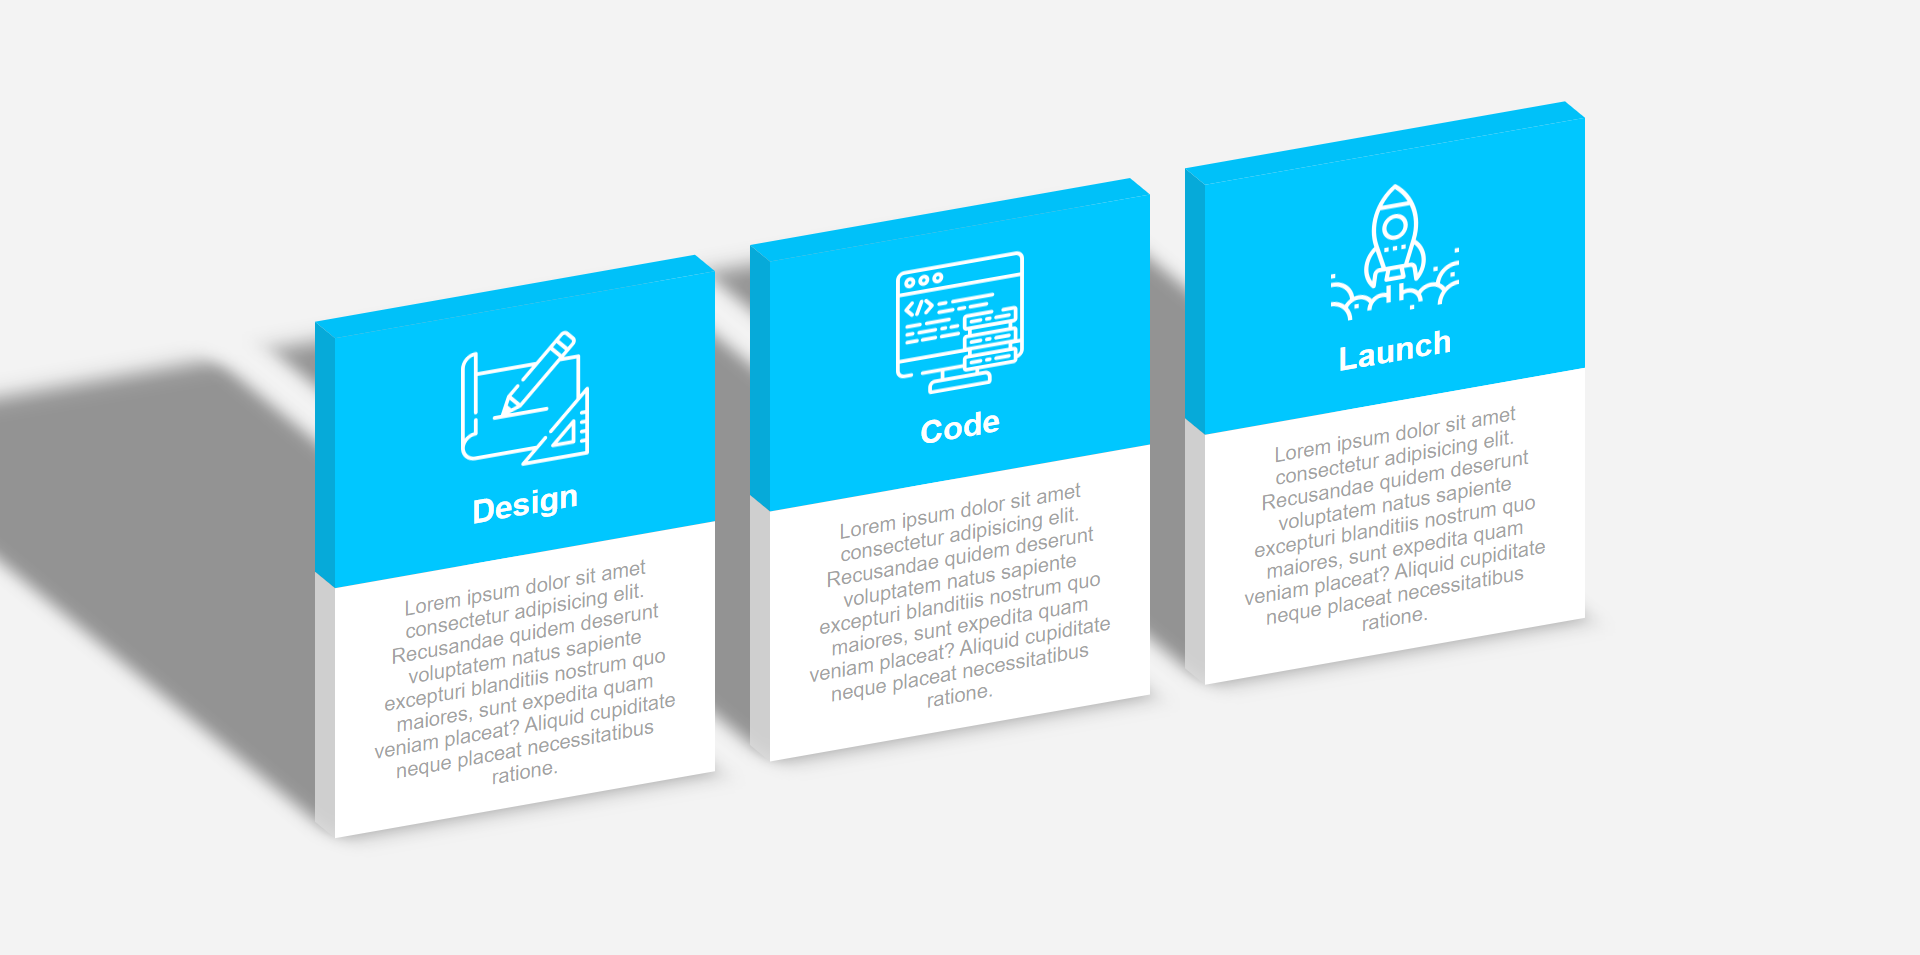 Design
Lorem ipsum dolor sit amet
consectetur adipisicing elit.
Recusandae quidem deserunt
voluptatem natus sapiente
excepturi blanditiis nostrum quo
maiores, sunt expedita quam
veniam placeat? Aliquid cupiditate
neque placeat necessitatibus
ratione.
</>
Code
Lorem ipsum dolor sit amet
consectetur adipisicing elit.
Recusandae quidem deserunt
voluptatem natus sapiente
excepturi blanditiis nostrum quo
maiores, sunt expedita quam
veniam placeat? Aliquid cupiditate
neque placeat necessitatibus
ratione.
Launch
Lorem ipsum dolor sit amet
consectetur adipisicing elit.
Recusandae quidem deserunt
voluptatem natus sapiente
excepturi blanditiis nostrum quo
maiores, sunt expedita quam
veniam placeat? Aliquid cupiditate
neque placeat necessitatibus
ratione.